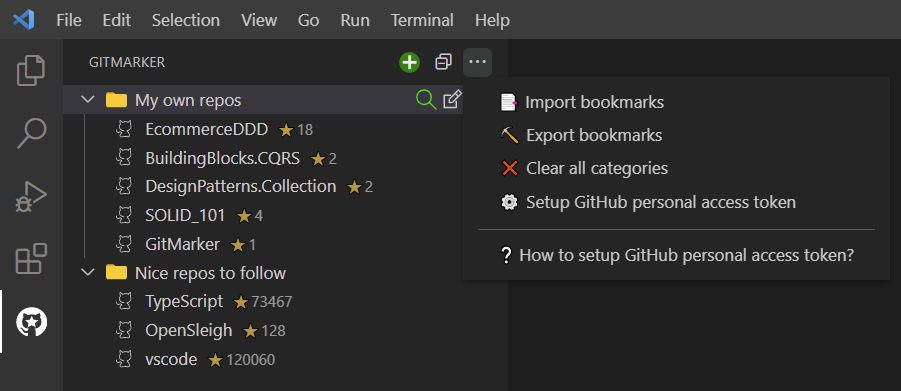 File Edit Selection View Go Run Terminal Help
GITMARKER
My own repos
EcommerceDDD 18
BuildingBlocks.CQRS 2
DesignPatterns.Collection 2
SOLID_101 4
GitMarker 1
Nice repos to follow
TypeScript 73467
OpenSleigh 128
vscode 120060
Import bookmarks
Export bookmarks
Clear all categories
Setup GitHub personal access token
? How to setup GitHub personal access token?